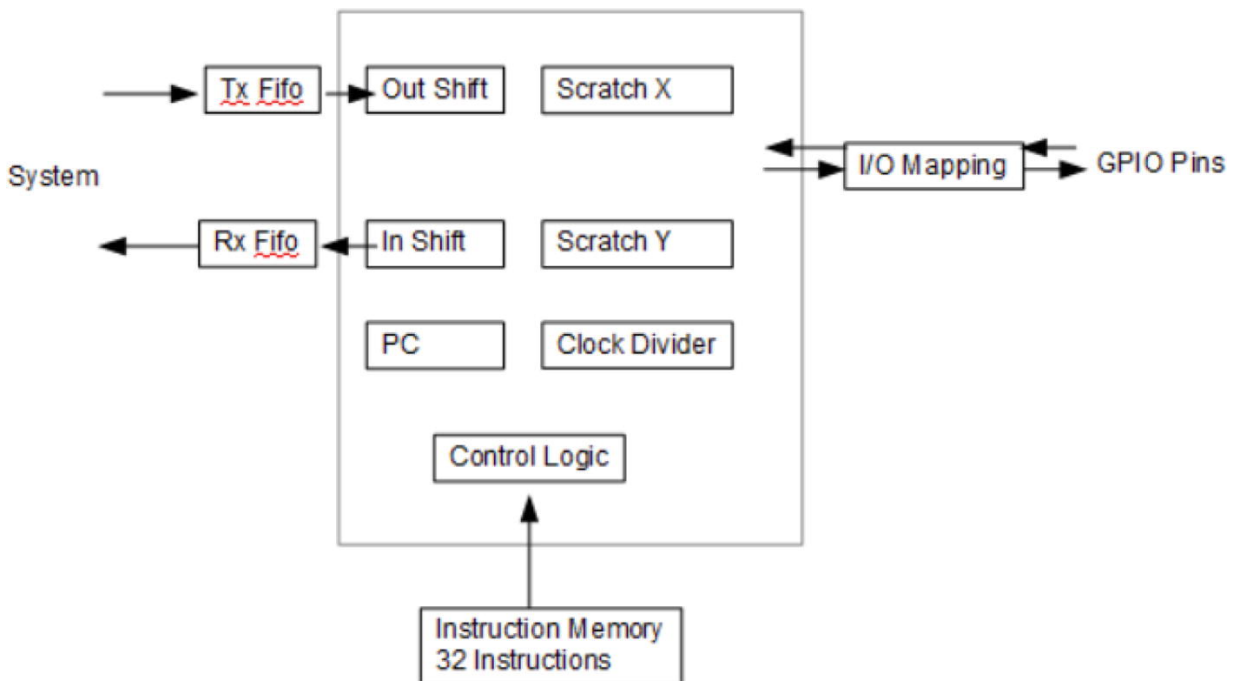 Tx Fifo
Out Shift
Scratch X
System
I/O Mapping
GPIO Pins
Rx Fifo
In Shift
Scratch Y
PC
Clock Divider
Control Logic
Instruction Memory
32 Instructions